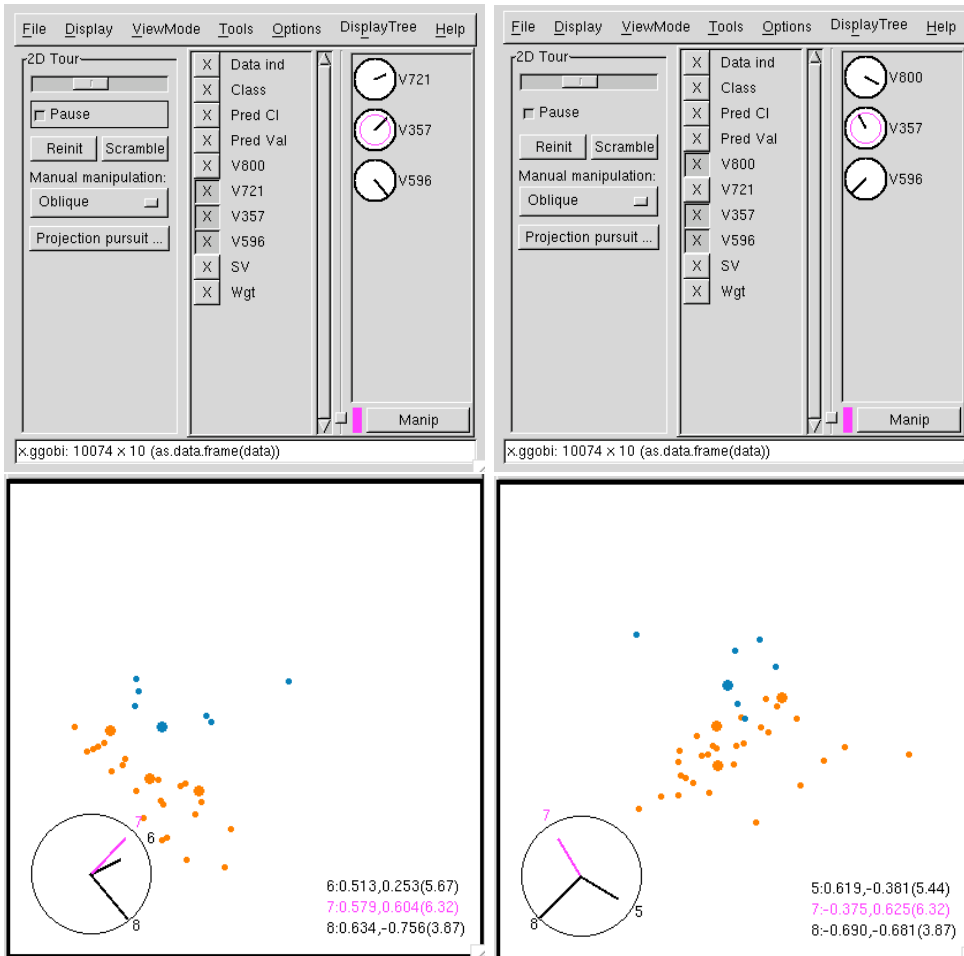 File Display ViewMode Tools Options DisplayTree Help
2D Tour
Pause
Reinit Scramble
Manual manipulation:
Oblique
Projection pursuit ...
X Data ind
X Class
X Pred Cl
X Pred Val
X V800
X V721
X V357
X V596
X SV
X Wgt
V721
V357
V596
Manip
x.ggobi: 10074 × 10 (as.data.frame(data))
File Display ViewMode Tools Options DisplayTree Help
2D Tour
Pause
Reinit Scramble
Manual manipulation:
Oblique
Projection pursuit ...
X Data ind
X Class
X Pred Cl
X Pred Val
X V800
X V721
X V357
X V596
X SV
X Wgt
V800
V357
V596
Manip
x.ggobi: 10074 × 10 (as.data.frame(data))
7
6
8
6:0.513,0.253(5.67)
7:0.579,0.604(6.32)
8:0.634,-0.756(3.87)
7
5
8
5:0.619,-0.381(5.44)
7:-0.375,0.625(6.32)
8:-0.690,-0.681(3.87)